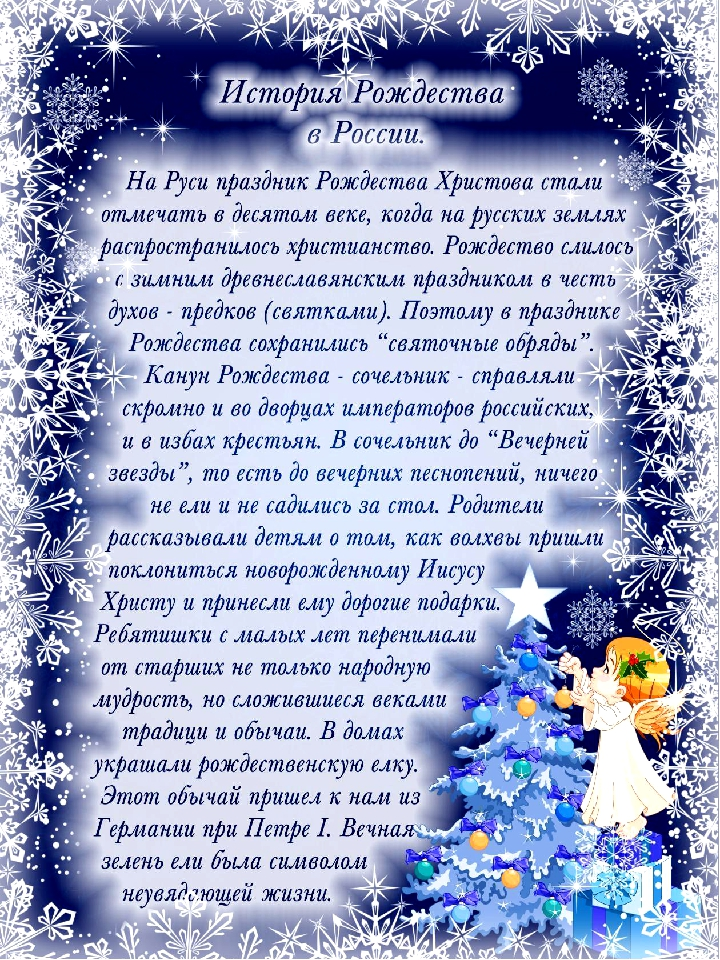 История Рождества
в России.
На Руси праздник Рождества Христова стали
отмечать в десятом веке, когда на русских землях
распространилось христианство. Рождество слилось
с зимним древнеславянским праздником в честь
духов - предков (святками). Поэтому в празднике
Рождества сохранились “святочные обряды”.
Канун Рождества - сочельник - справляли
скромно и во дворцах императоров российских,
и в избах крестьян. В сочельник до “Вечерней
звезды”, то есть до вечерних песнопений, ничего
не ели и не садились за стол. Родители
рассказывали детям о том, как волхвы пришли
поклониться новорожденному Иисусу
Христу и принесли ему дорогие подарки.
Ребятишки с малых лет перенимали
от старших не только народную
мудрость, но сложившиеся веками
традици и обычаи. В домах
украшали рождественскую елку.
Этот обычай пришел к нам из
Германии при Петре I. Вечная
зелень ели была символом
неувядающей жизни.